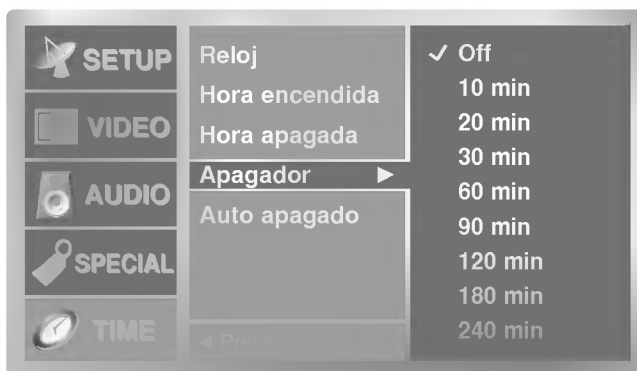 SETUP
VIDEO
AUDIO
SPECIAL
TIME
Reloj
Hora encendida
Hora apagada
Apagador ►
Auto apagado
◄ Previo
✓ Off
10 min
20 min
30 min
60 min
90 min
120 min
180 min
240 min